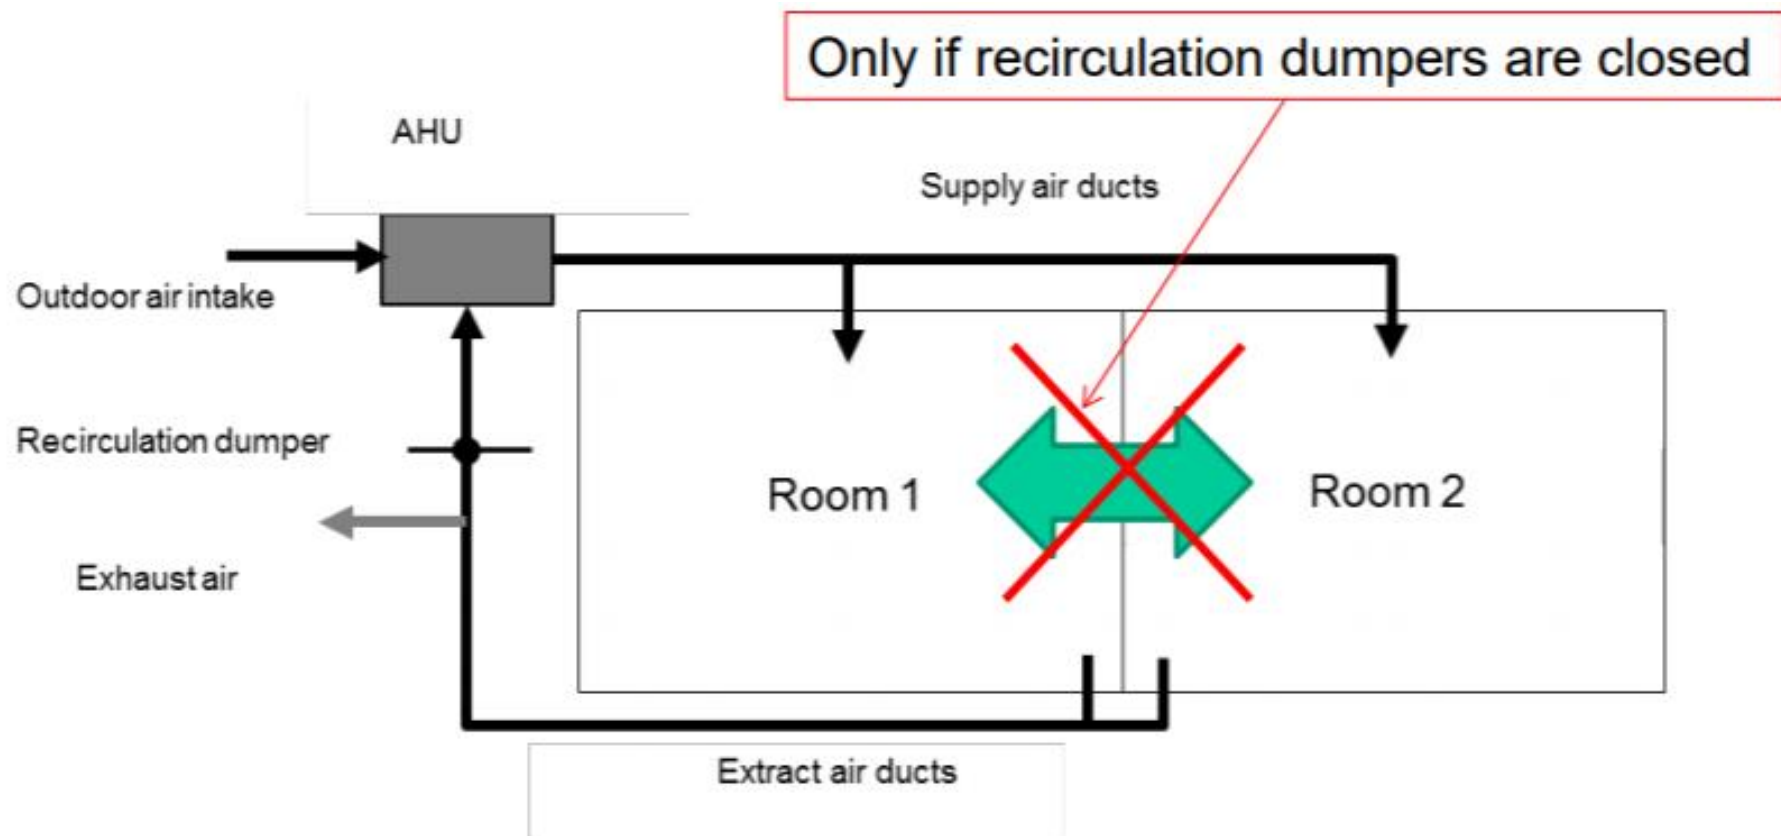 Only if recirculation dumpers are closed
AHU
Supply air ducts
Outdoor air intake
Recirculation dumper
Room 1
Room 2
Exhaust air
Extract air ducts